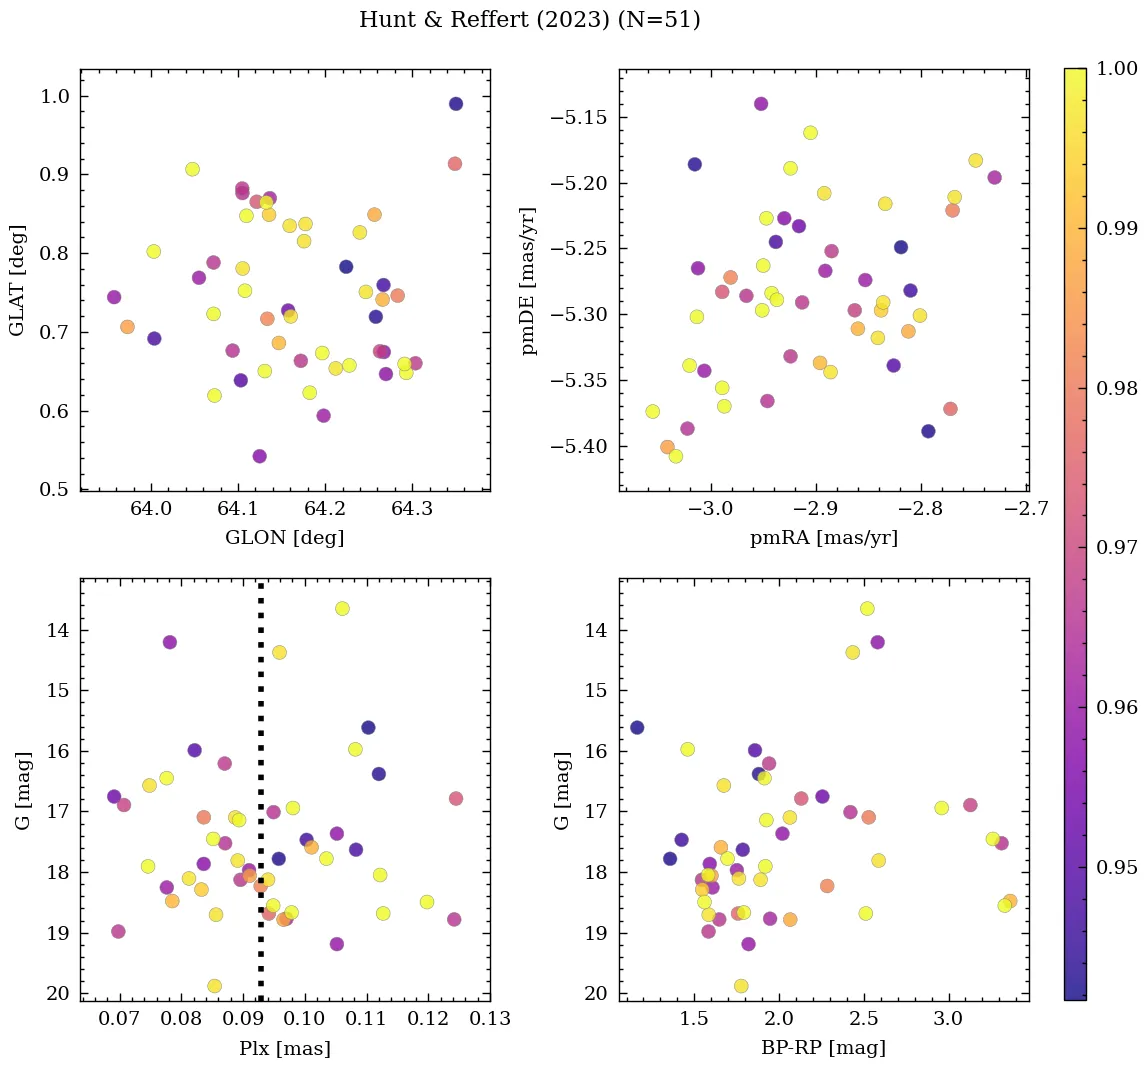 Hunt & Reffert (2023) (N=51)
1.0
0.9
0.8
0.7
0.6
0.5
GLAT [deg]
64.0 64.1 64.2 64.3
GLON [deg]
−5.15
−5.20
−5.25
−5.30
−5.35
−5.40
pmDE [mas/yr]
−3.0 −2.9 −2.8 −2.7
pmRA [mas/yr]
14
15
16
17
18
19
20
G [mag]
0.07 0.08 0.09 0.10 0.11 0.12 0.13
Plx [mas]
14
15
16
17
18
19
20
G [mag]
1.5 2.0 2.5 3.0
BP-RP [mag]
1.00
0.99
0.98
0.97
0.96
0.95